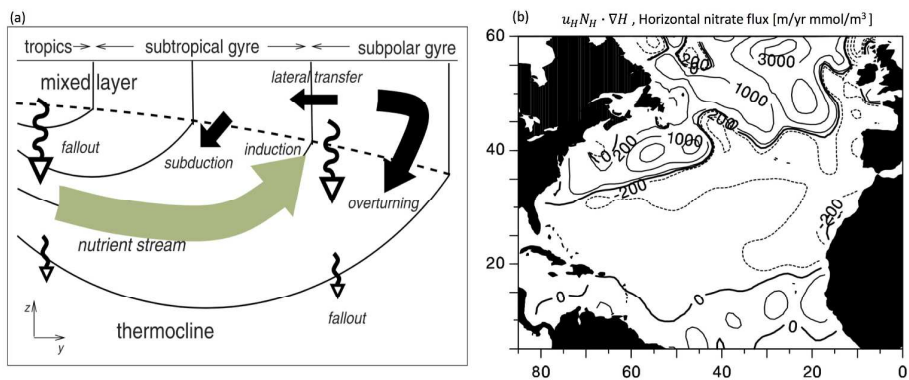 (a)
tropics
subtropical gyre
subpolar gyre
mixed layer
lateral transfer
fallout
subduction
induction
overturning
nutrient stream
fallout
fallout
thermocline
z
y
(b)
u_H N_H · ∇H , Horizontal nitrate flux [m/yr mmol/m³]
60
40
20
80
60
40
20
0
200
3000
1000
200
1000
200
0
-200
-200
0
0